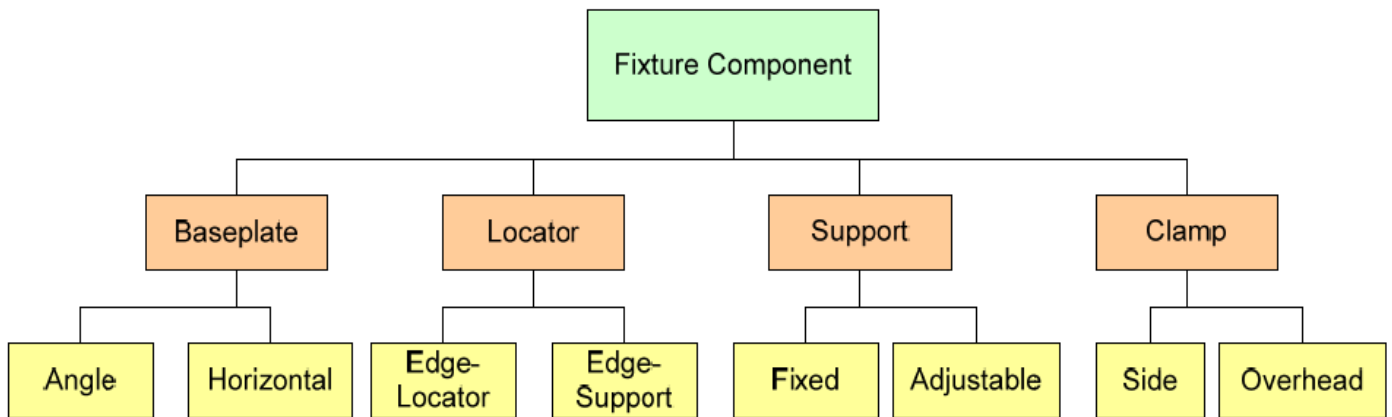 Fixture Component
Baseplate
Locator
Support
Clamp
Angle
Horizontal
Edge-
Locator
Edge-
Support
Fixed
Adjustable
Side
Overhead